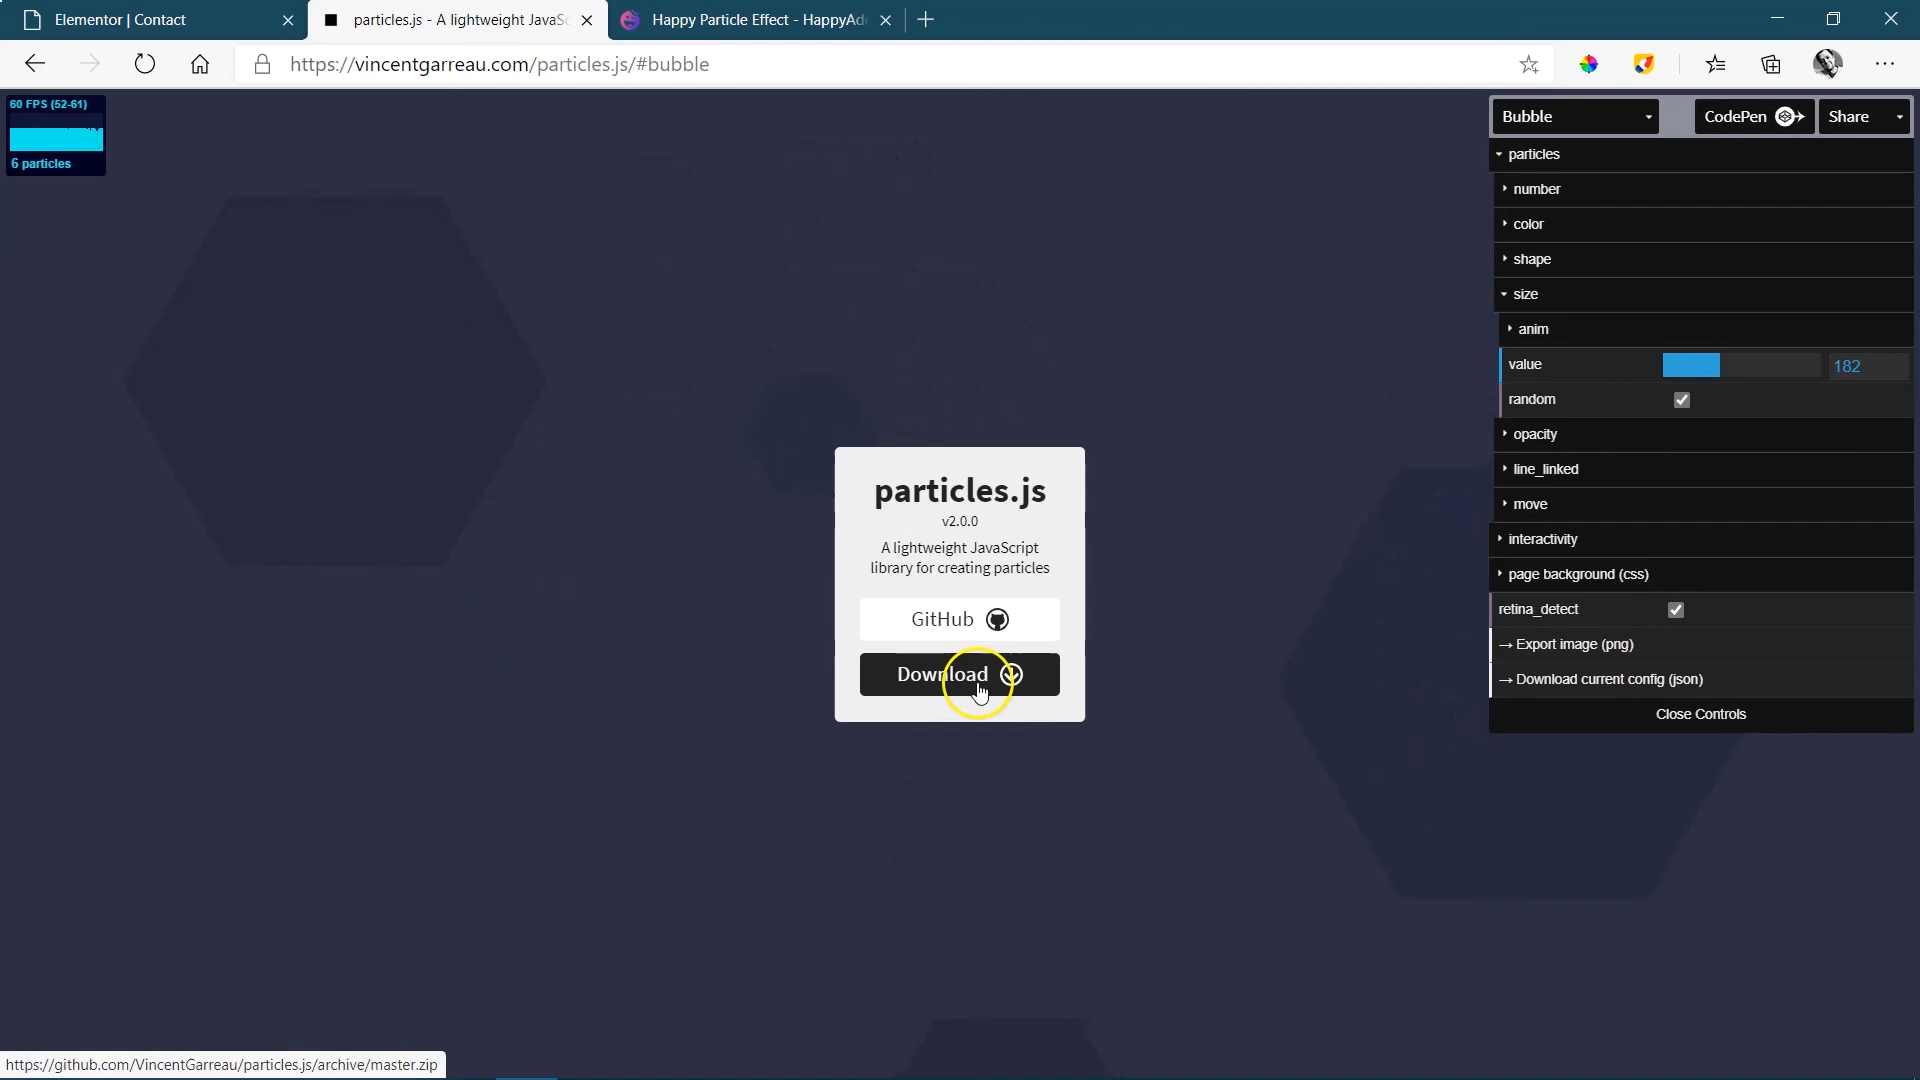 Elementor | Contact
particles.js - A lightweight JavaSc
Happy Particle Effect - HappyAd
https://vincentgarreau.com/particles.js/#bubble
60 FPS (52-61)
6 particles
Bubble
CodePen
Share
particles
number
color
shape
size
anim
value
182
random
opacity
line_linked
move
interactivity
page background (css)
retina_detect
→ Export image (png)
→ Download current config (json)
Close Controls
particles.js
v2.0.0
A lightweight JavaScript
library for creating particles
GitHub
Download
https://github.com/VincentGarreau/particles.js/archive/master.zip